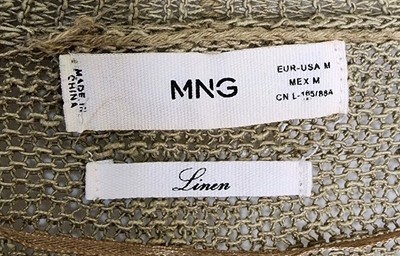 MADE IN
CHINA
MNG
EUR-USA M
MEX M
CN L-165/88A
Linen